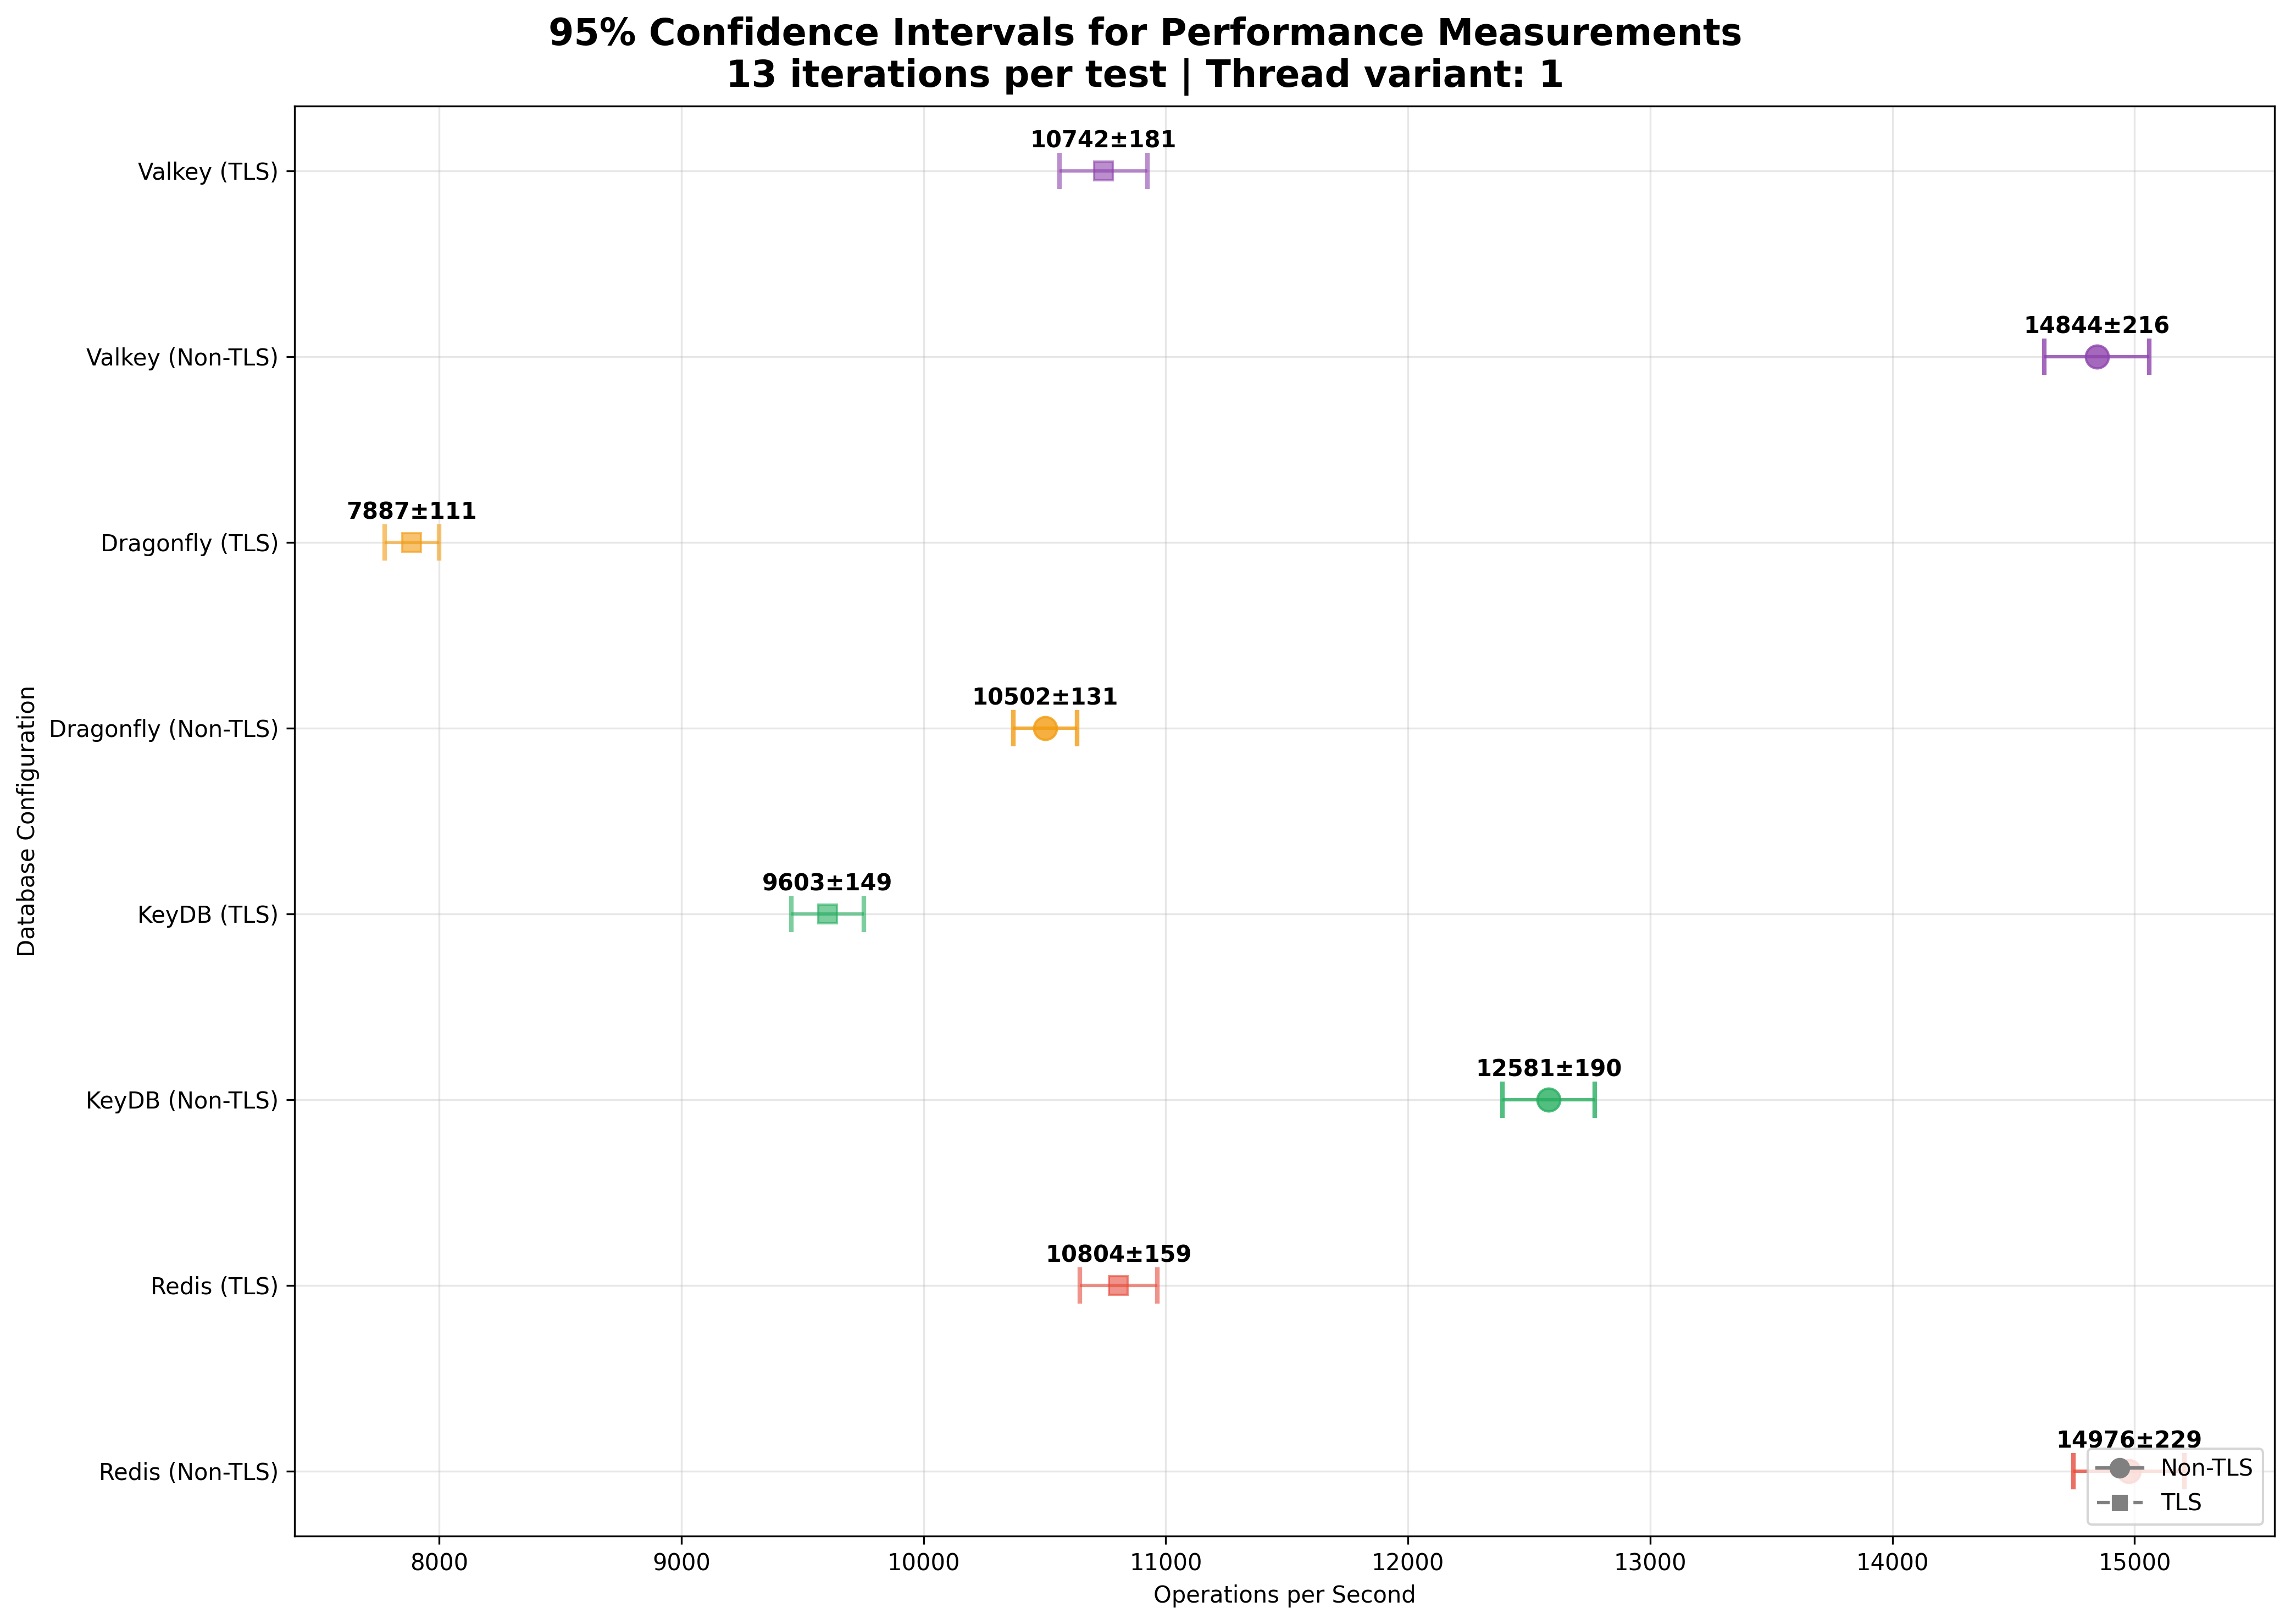 95% Confidence Intervals for Performance Measurements
13 iterations per test | Thread variant: 1
Database Configuration
Valkey (TLS)
10742±181
Valkey (Non-TLS)
14844±216
Dragonfly (TLS)
7887±111
Dragonfly (Non-TLS)
10502±131
KeyDB (TLS)
9603±149
KeyDB (Non-TLS)
12581±190
Redis (TLS)
10804±159
Redis (Non-TLS)
14976±229
Non-TLS
TLS
8000 9000 10000 11000 12000 13000 14000 15000
Operations per Second